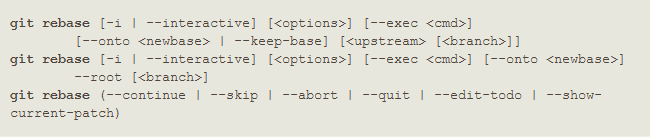 git rebase [-i | --interactive] [<options>] [--exec <cmd>]
[--onto <newbase> | --keep-base] [<upstream> [<branch>]]
git rebase [-i | --interactive] [<options>] [--exec <cmd>] [--onto <newbase>]
--root [<branch>]
git rebase (--continue | --skip | --abort | --quit | --edit-todo | --show-
current-patch)